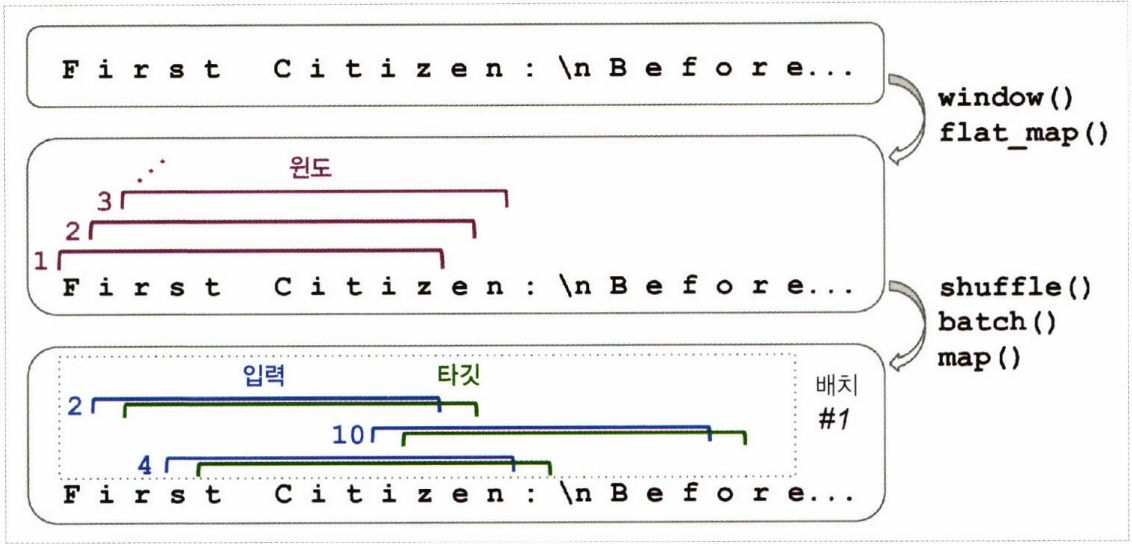 F i r s t   C i t i z e n : \n B e f o r e...
window()
flat_map()
윈도
3
2
1
F i r s t   C i t i z e n : \n B e f o r e...
shuffle()
batch()
map()
입력 타깃
배치
#1
2
10
4
F i r s t   C i t i z e n : \n B e f o r e...